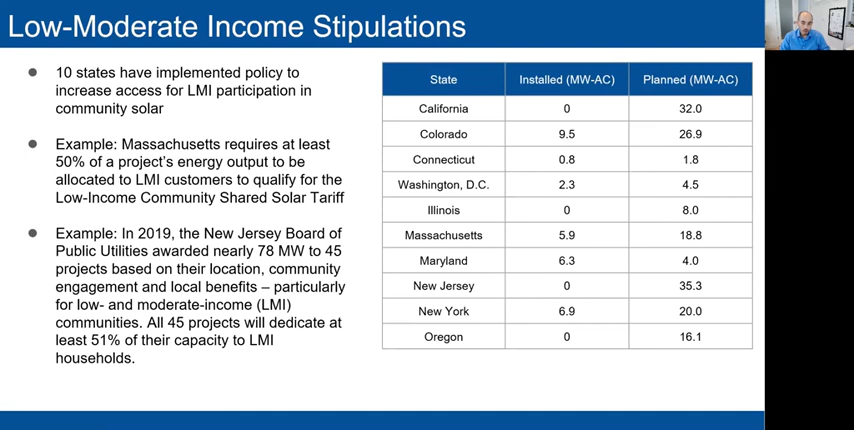 Low-Moderate Income Stipulations
10 states have implemented policy to
increase access for LMI participation in
community solar
Example: Massachusetts requires at least
50% of a project's energy output to be
allocated to LMI customers to qualify for the
Low-Income Community Shared Solar Tariff
Example: In 2019, the New Jersey Board of
Public Utilities awarded nearly 78 MW to 45
projects based on their location, community
engagement and local benefits – particularly
for low- and moderate-income (LMI)
communities. All 45 projects will dedicate at
least 51% of their capacity to LMI
households.
State Installed (MW-AC) Planned (MW-AC)
California 0 32.0
Colorado 9.5 26.9
Connecticut 0.8 1.8
Washington, D.C. 2.3 4.5
Illinois 0 8.0
Massachusetts 5.9 18.8
Maryland 6.3 4.0
New Jersey 0 35.3
New York 6.9 20.0
Oregon 0 16.1